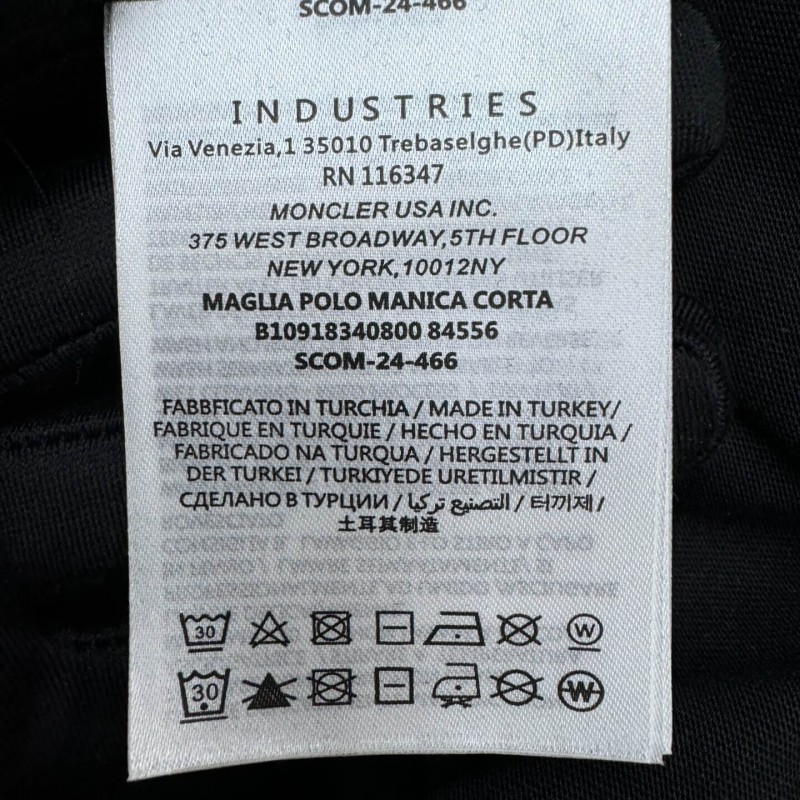 SCOM-24-466
INDUSTRIES
Via Venezia,1 35010 Trebaselghe(PD)Italy
RN 116347
MONCLER USA INC.
375 WEST BROADWAY,5TH FLOOR
NEW YORK,10012NY
MAGLIA POLO MANICA CORTA
B10918340800 84556
SCOM-24-466
FABBFICATO IN TURCHIA / MADE IN TURKEY/
FABRIQUE EN TURQUIE / HECHO EN TURQUIA /
FABRICADO NA TURQUA / HERGESTELLT IN
DER TURKEI / TURKIYEDE URETILMISTIR /
СДЕЛАНО В ТУРЦИИ / التصنيع تركيا / 터끼제/
土耳其制造
30 W
30 W